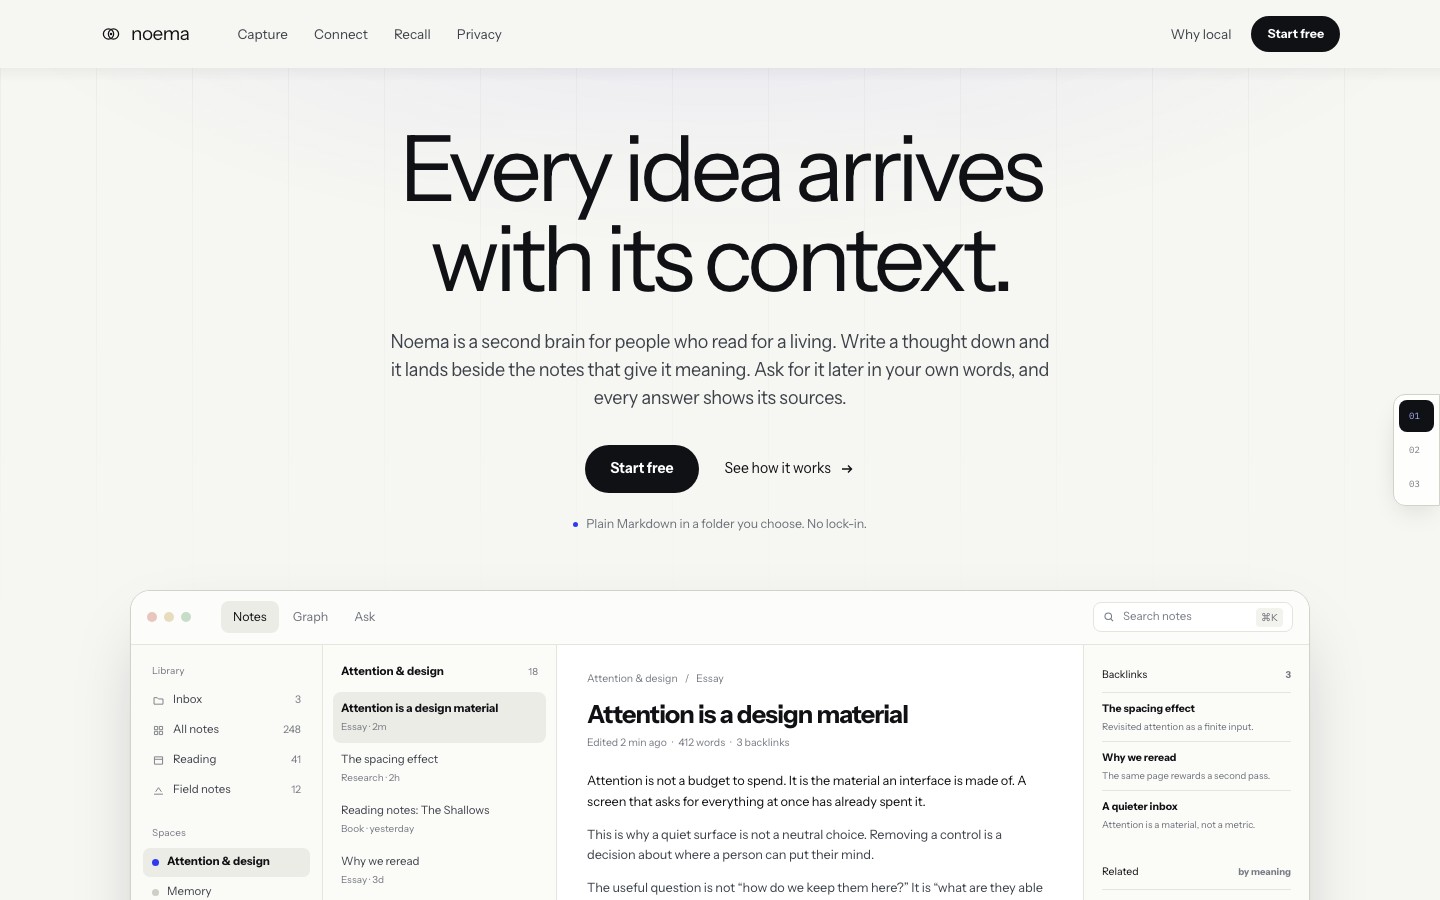 noema
Capture
Connect
Recall
Privacy
Why local
Start free
Every idea arrives
with its context.
Noema is a second brain for people who read for a living. Write a thought down and
it lands beside the notes that give it meaning. Ask for it later in your own words, and
every answer shows its sources.
Start free
See how it works →
Plain Markdown in a folder you choose. No lock-in.
01
02
03
Notes
Graph
Ask
Search notes
⌘K
Library
Inbox 3
All notes 248
Reading 41
Field notes 12
Spaces
Attention & design
Memory
Attention & design 18
Attention is a design material
Essay · 2m
The spacing effect
Research · 2h
Reading notes: The Shallows
Book · yesterday
Why we reread
Essay · 3d
Attention & design / Essay
Attention is a design material
Edited 2 min ago · 412 words · 3 backlinks
Attention is not a budget to spend. It is the material an interface is made of. A
screen that asks for everything at once has already spent it.
This is why a quiet surface is not a neutral choice. Removing a control is a
decision about where a person can put their mind.
The useful question is not “how do we keep them here?” It is “what are they able
Backlinks 3
The spacing effect
Revisited attention as a finite input.
Why we reread
The same page rewards a second pass.
A quieter inbox
Attention is a material, not a metric.
Related by meaning